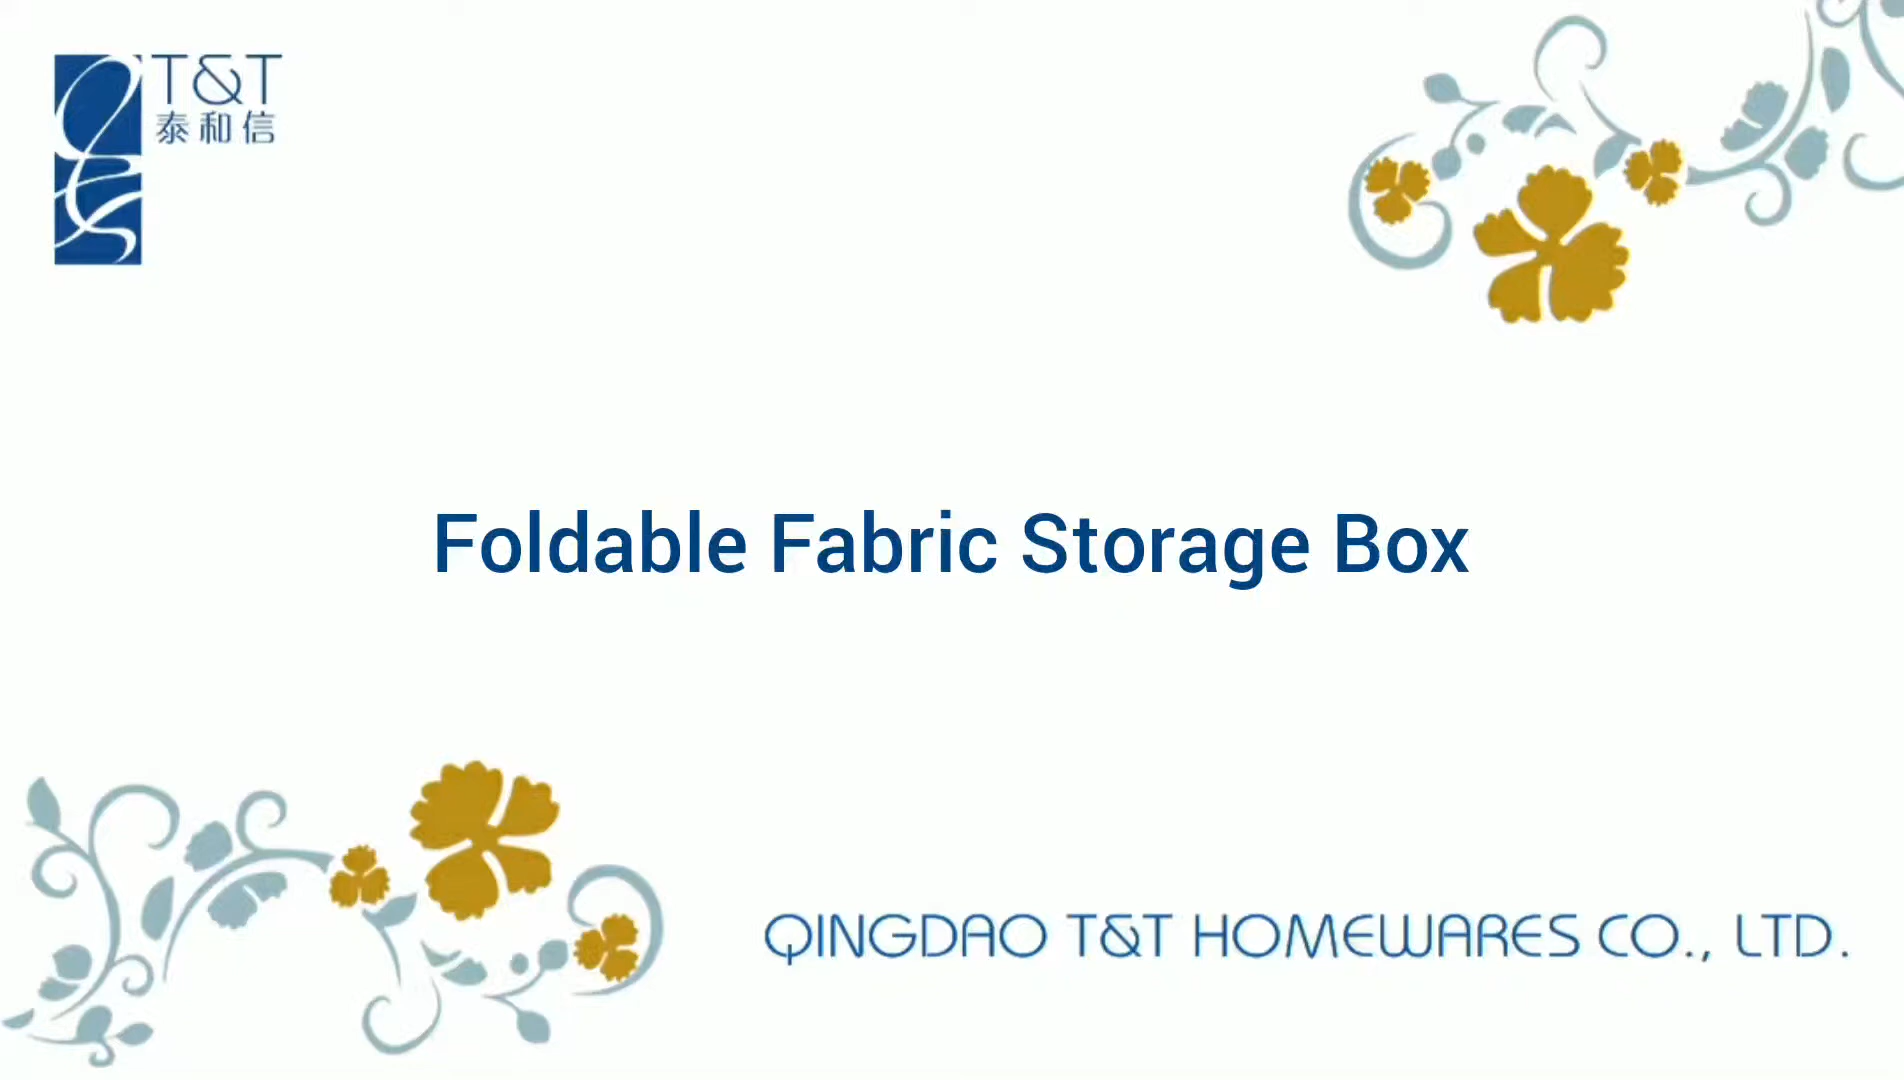 T&T
泰和信
Foldable Fabric Storage Box
QINGDAO T&T HOMEWARES CO., LTD.